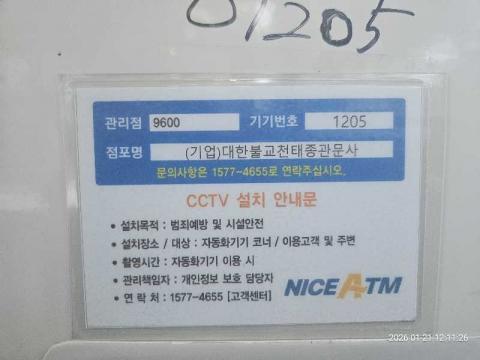 01205
관리점 9600 기기번호 1205
점포명 (기업)대한불교천태종관문사
문의사항은 1577-4655로 연락주십시오.
CCTV 설치 안내문
• 설치목적 : 범죄예방 및 시설안전
• 설치장소 / 대상 : 자동화기기 코너 / 이용고객 및 주변
• 촬영시간 : 자동화기기 이용 시
• 관리책임자 : 개인정보 보호 담당자
• 연 락 처 : 1577-4655 [고객센터]
NICE ATM
2026-01-21 12:11:26